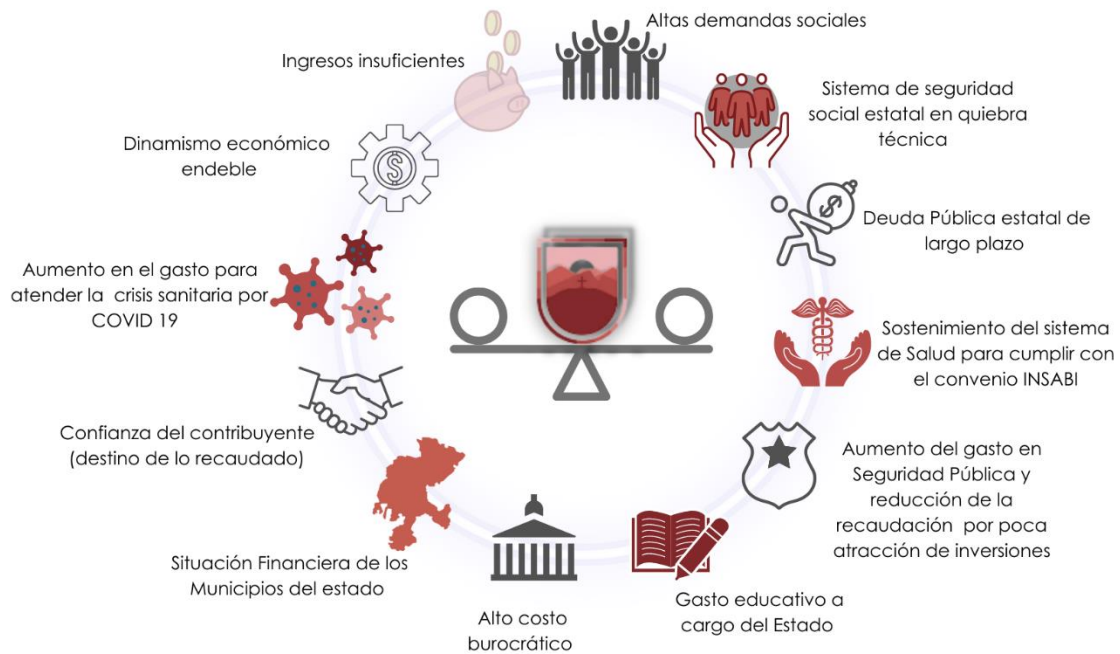 Altas demandas sociales
Ingresos insuficientes
Sistema de seguridad
social estatal en quiebra
técnica
Dinamismo económico
endeble
Deuda Pública estatal de
largo plazo
Aumento en el gasto para
atender la crisis sanitaria por
COVID 19
Sostenimiento del sistema
de Salud para cumplir con
el convenio INSABI
Confianza del contribuyente
(destino de lo recaudado)
Aumento del gasto en
Seguridad Pública y
reducción de la
recaudación por poca
atracción de inversiones
Situación Financiera de los
Municipios del estado
Gasto educativo a
cargo del Estado
Alto costo
burocrático